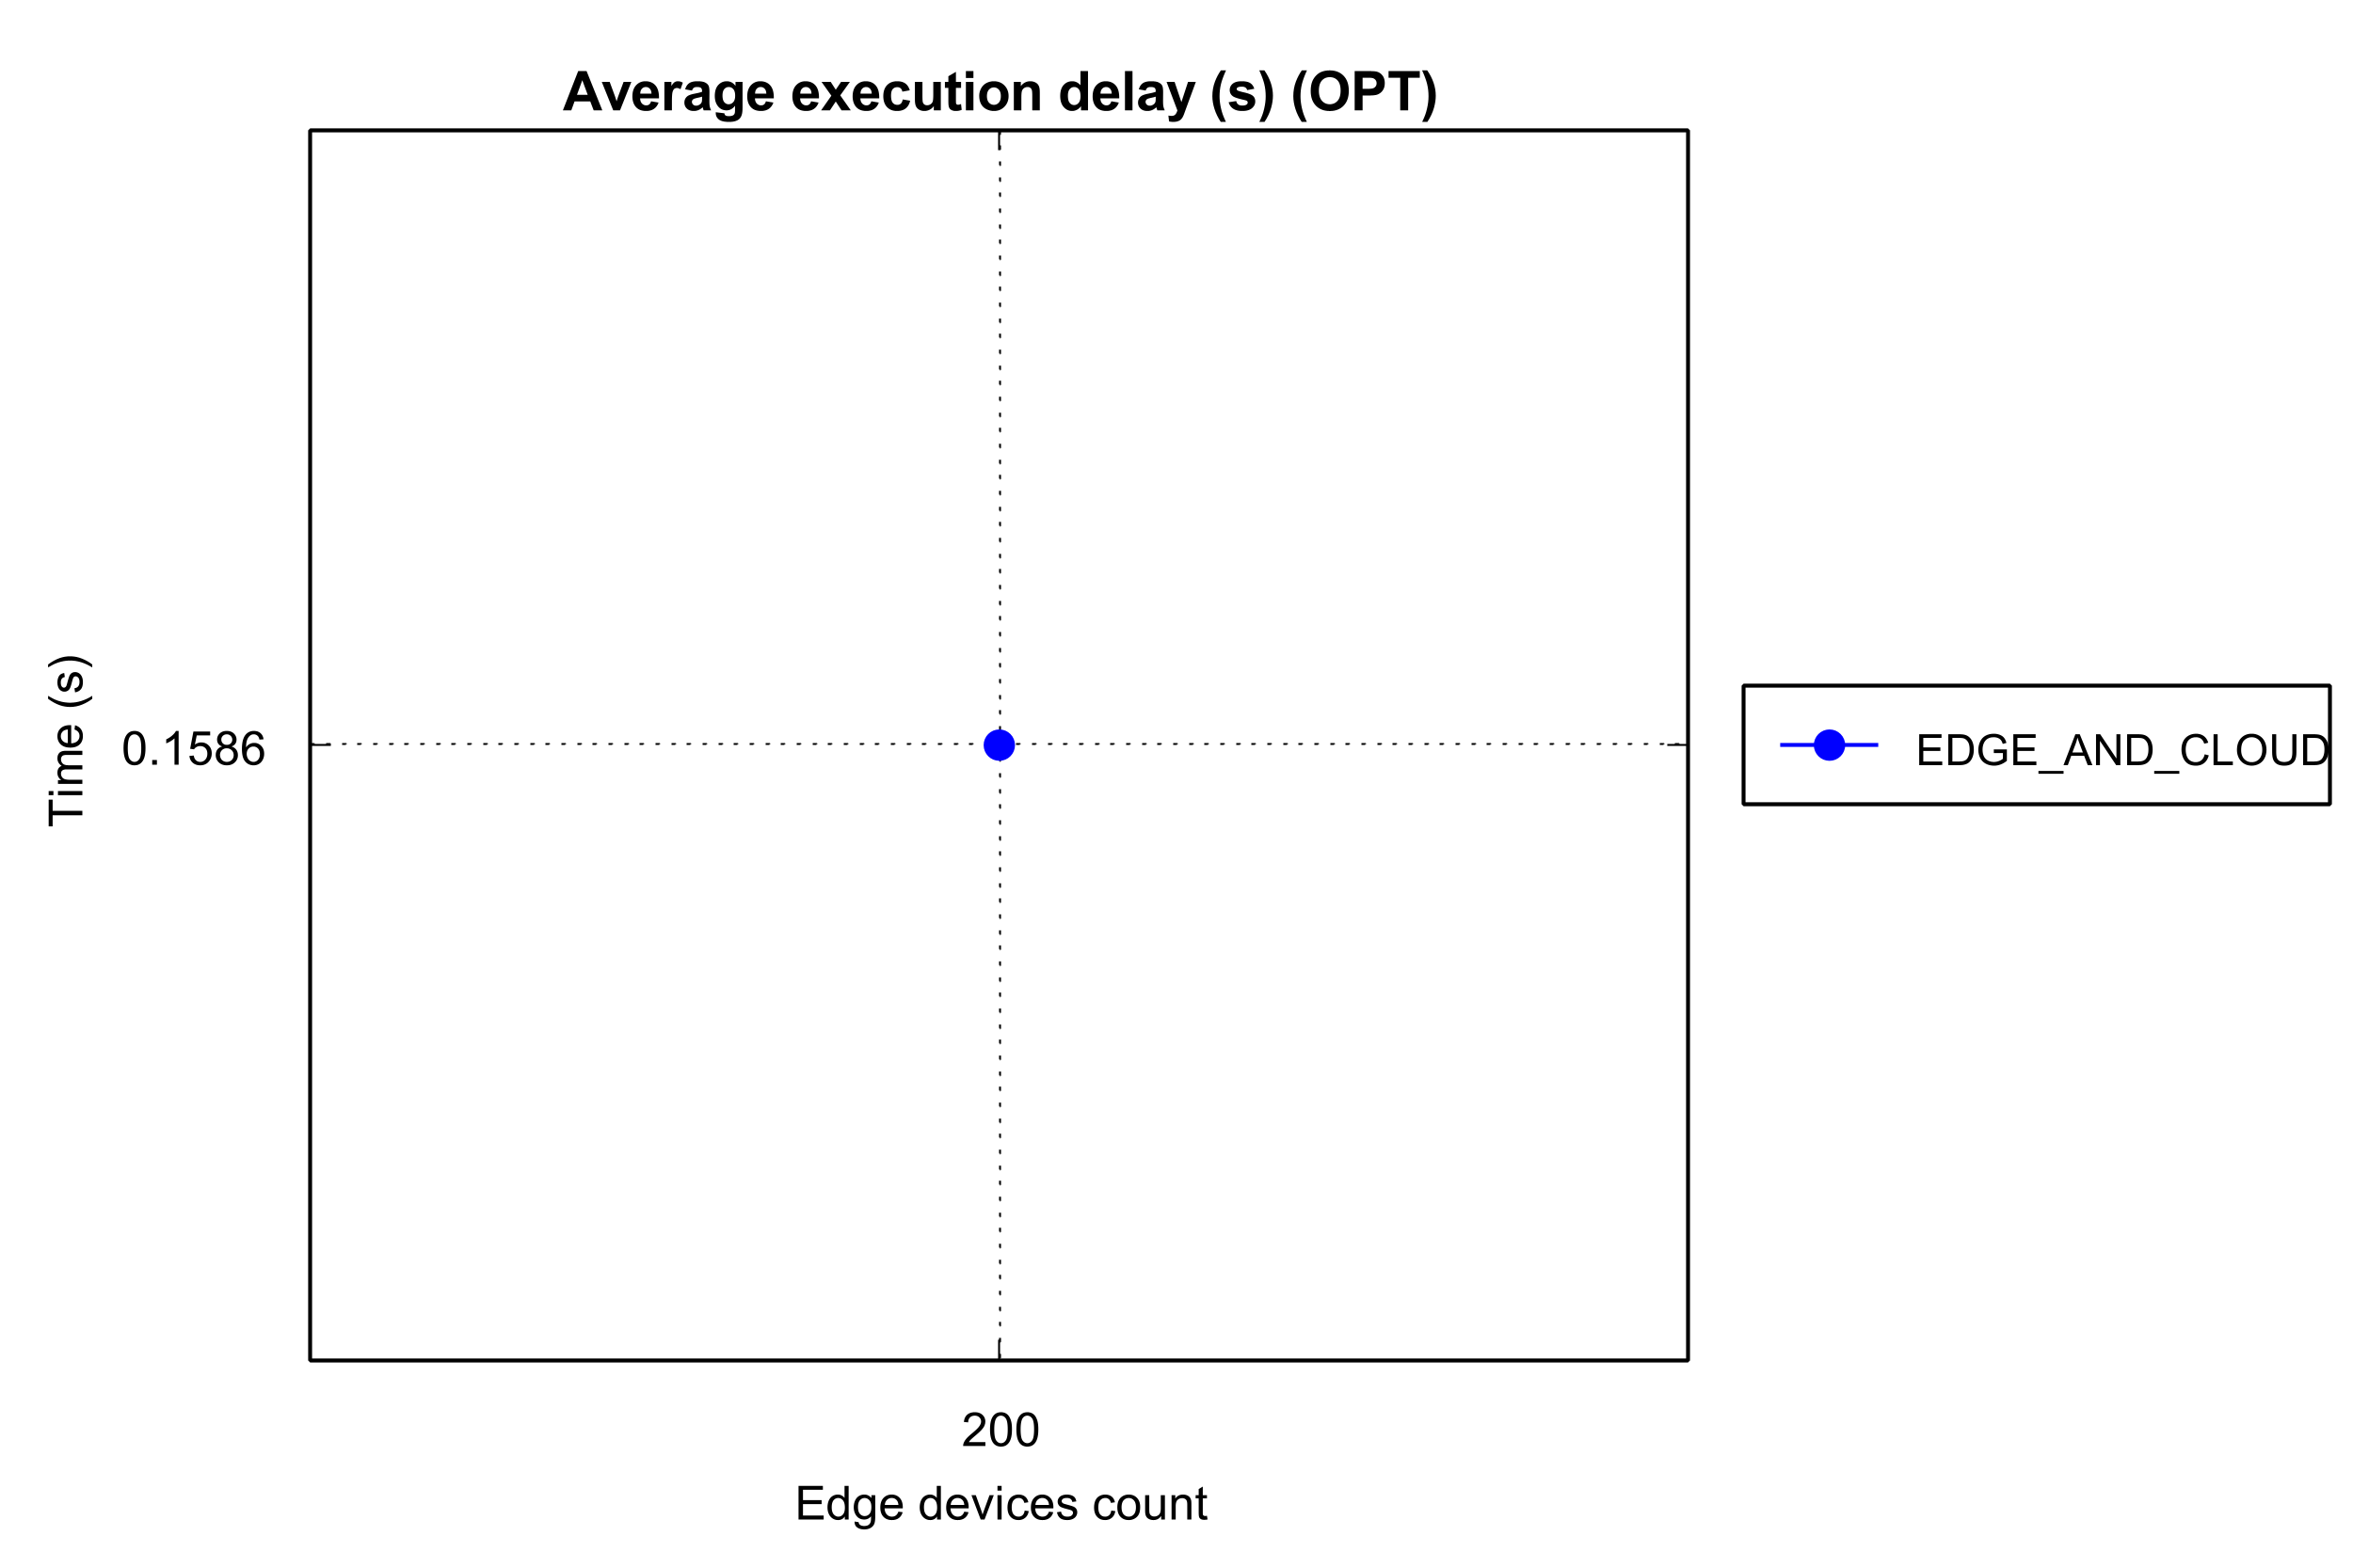 Average execution delay (s) (OPT)
Time (s)
0.1586
EDGE_AND_CLOUD
200
Edge devices count